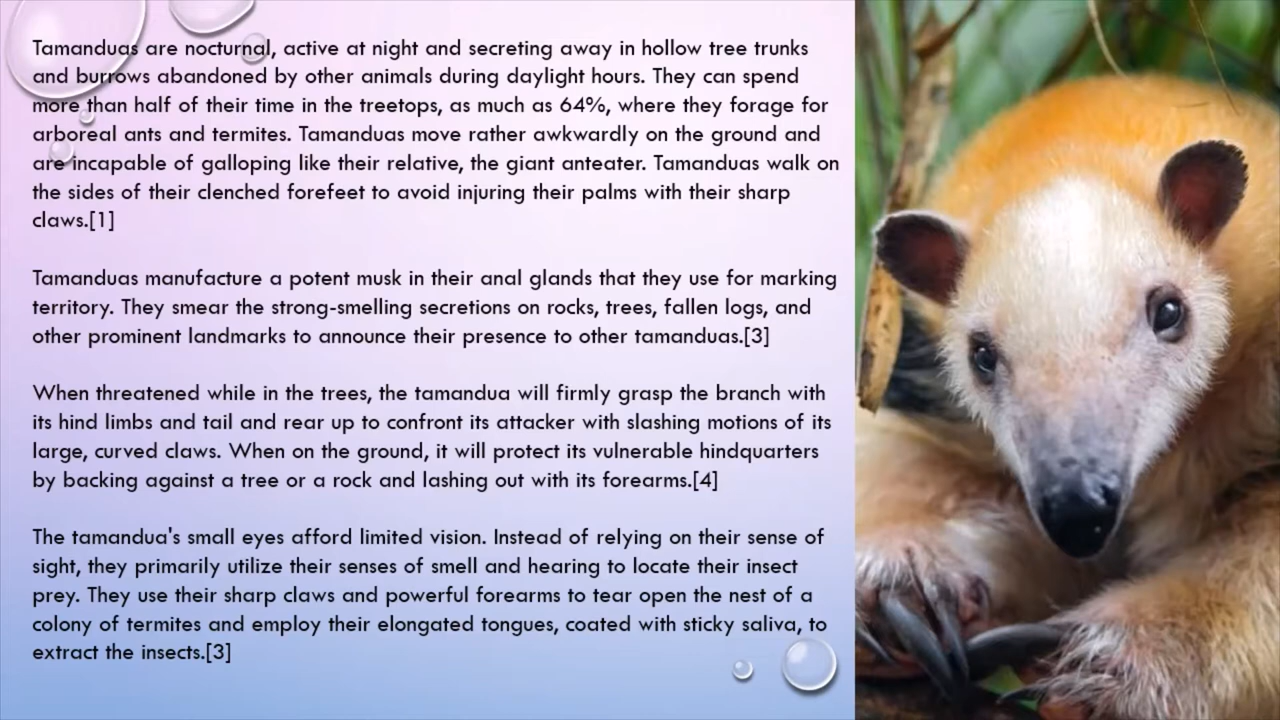 Tamanduas are nocturnal, active at night and secreting away in hollow tree trunks
and burrows abandoned by other animals during daylight hours. They can spend
more than half of their time in the treetops, as much as 64%, where they forage for
arboreal ants and termites. Tamanduas move rather awkwardly on the ground and
are incapable of galloping like their relative, the giant anteater. Tamanduas walk on
the sides of their clenched forefeet to avoid injuring their palms with their sharp
claws.[1]
Tamanduas manufacture a potent musk in their anal glands that they use for marking
territory. They smear the strong-smelling secretions on rocks, trees, fallen logs, and
other prominent landmarks to announce their presence to other tamanduas.[3]
When threatened while in the trees, the tamandua will firmly grasp the branch with
its hind limbs and tail and rear up to confront its attacker with slashing motions of its
large, curved claws. When on the ground, it will protect its vulnerable hindquarters
by backing against a tree or a rock and lashing out with its forearms.[4]
The tamandua's small eyes afford limited vision. Instead of relying on their sense of
sight, they primarily utilize their senses of smell and hearing to locate their insect
prey. They use their sharp claws and powerful forearms to tear open the nest of a
colony of termites and employ their elongated tongues, coated with sticky saliva, to
extract the insects.[3]